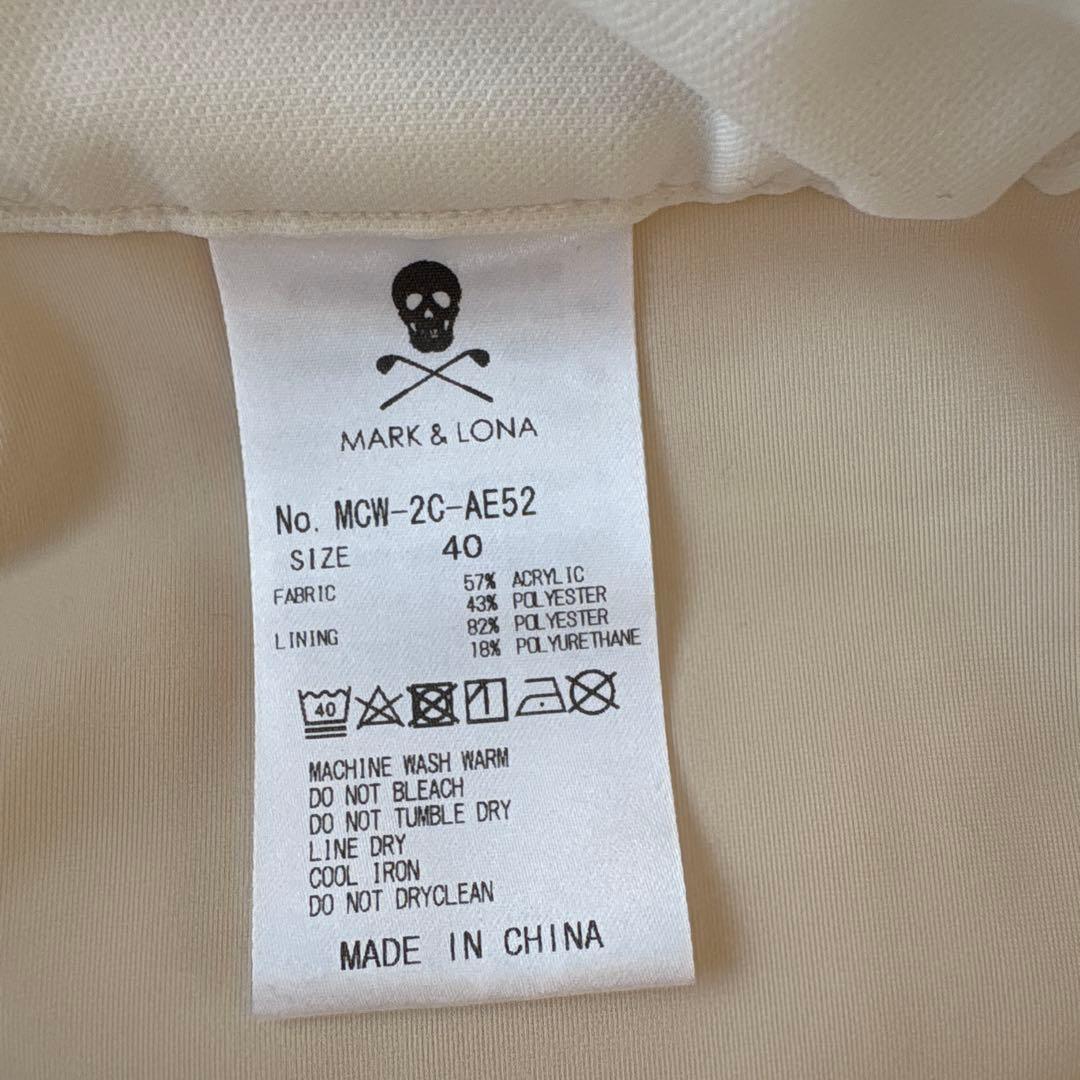 MARK & LONA
No. MCW-2C-AE52
SIZE 40
FABRIC 57% ACRYLIC
43% POLYESTER
LINING 82% POLYESTER
18% POLYURETHANE
40
MACHINE WASH WARM
DO NOT BLEACH
DO NOT TUMBLE DRY
LINE DRY
COOL IRON
DO NOT DRYCLEAN
MADE IN CHINA